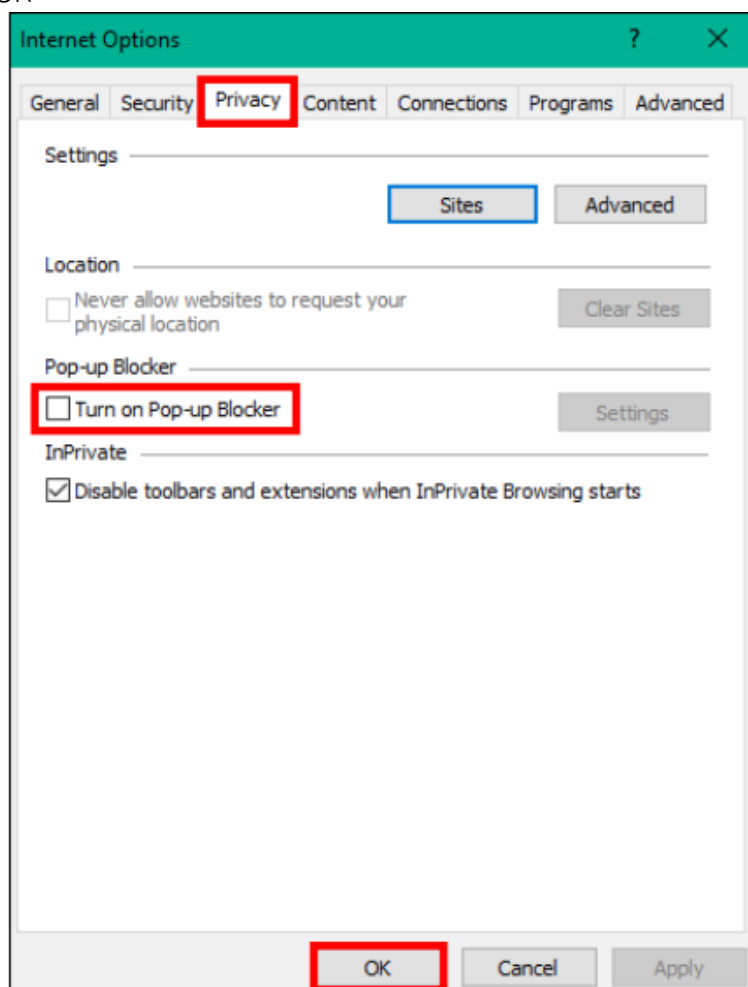 OK
Internet Options ? ×
General Security Privacy Content Connections Programs Advanced
Settings
Sites Advanced
Location
Never allow websites to request your
physical location
Clear Sites
Pop-up Blocker
Turn on Pop-up Blocker Settings
InPrivate
Disable toolbars and extensions when InPrivate Browsing starts
OK Cancel Apply